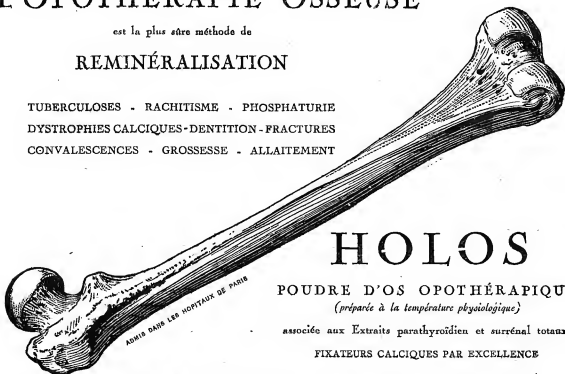 L'OPOTHÉRAPIE OSSEUSE
est la plus sûre méthode de
REMINÉRALISATION
TUBERCULOSES - RACHITISME - PHOSPHATURIE
DYSTROPHIES CALCIQUES - DENTITION - FRACTURES
CONVALESCENCES - GROSSESSE - ALLAITEMENT
ADMIS DANS LES HOPITAUX DE PARIS
HOLOS
POUDRE D'OS OPOTHÉRAPIQU
(préparée à la température physiologique)
associée aux Extraits parathyroïdien et surrénal totaux
FIXATEURS CALCIQUES PAR EXCELLENCE